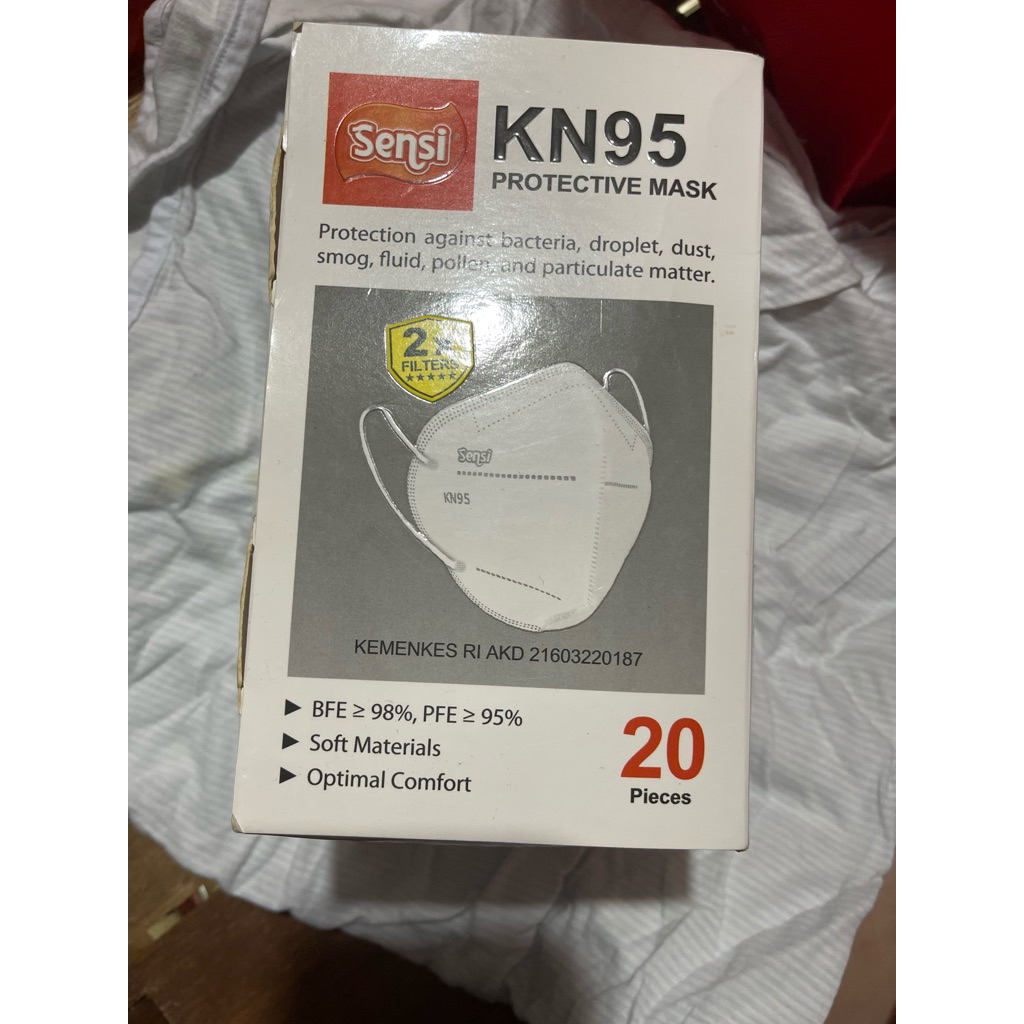 Sensi
KN95
PROTECTIVE MASK
Protection against bacteria, droplet, dust,
smog, fluid, pollen, and particulate matter.
2x
FILTERS
Sensi
KN95
KEMENKES RI AKD 21603220187
► BFE ≥ 98%, PFE ≥ 95%
► Soft Materials
► Optimal Comfort
20
Pieces